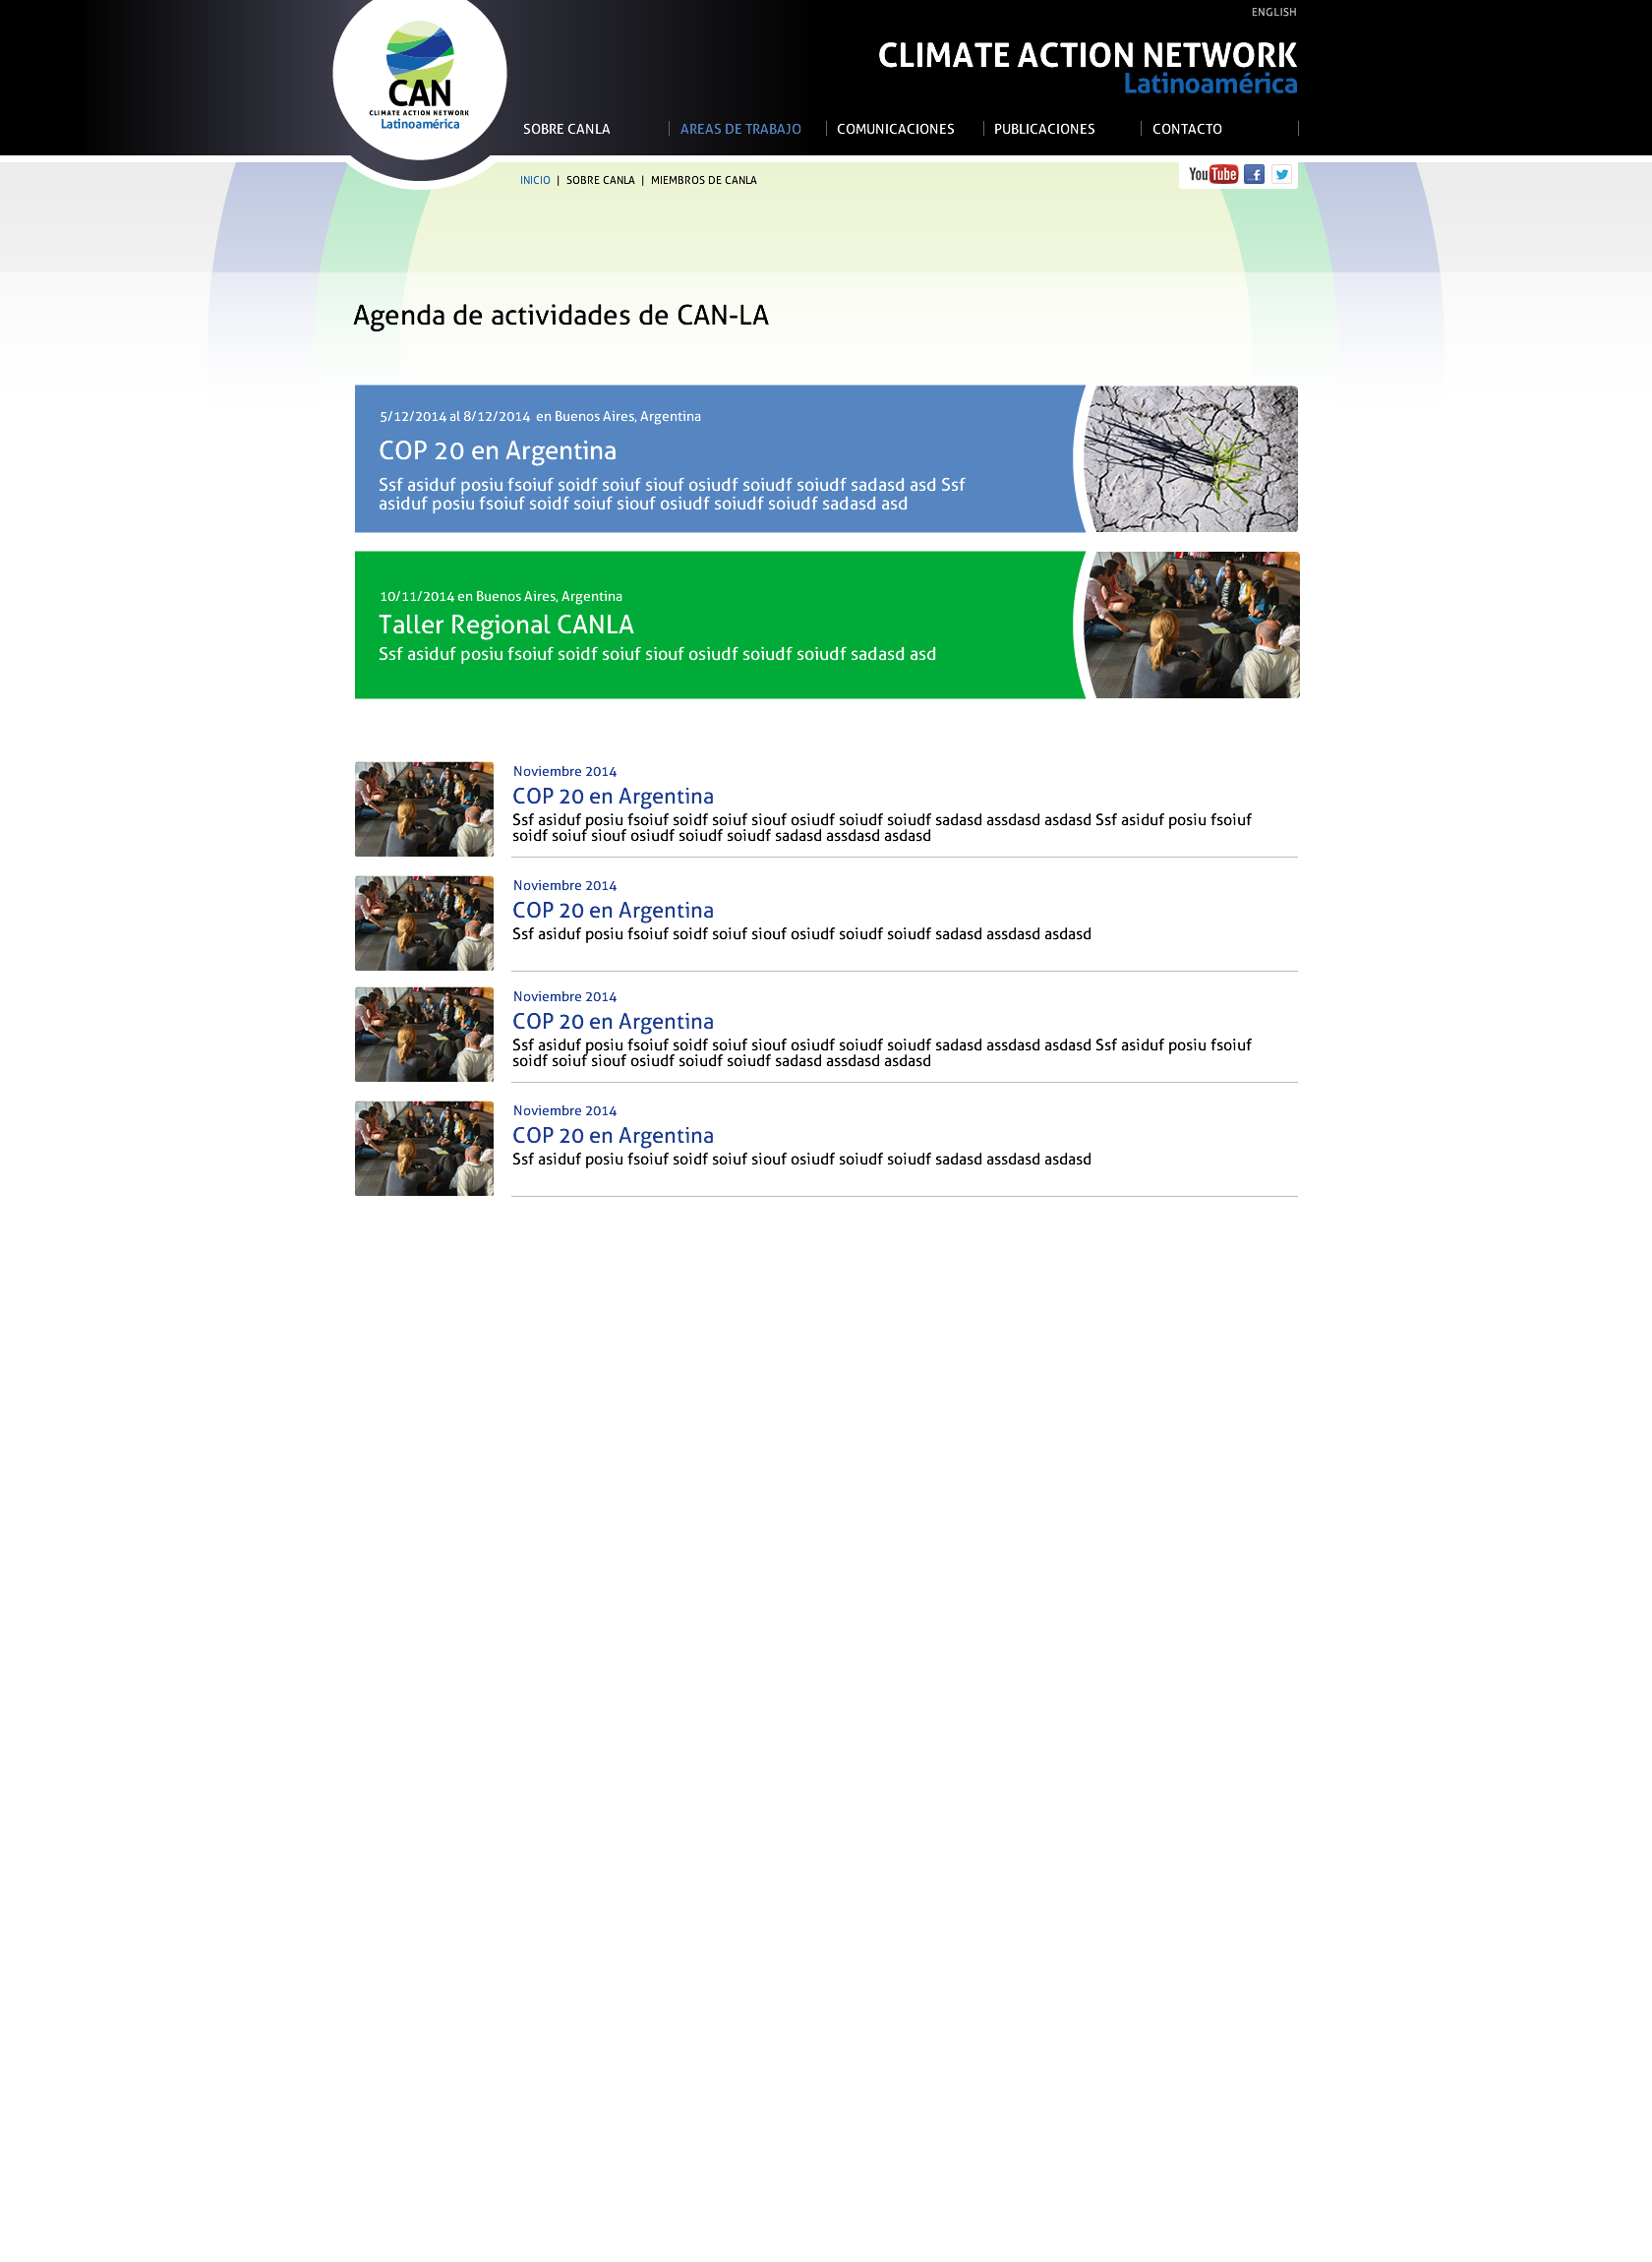 ENGLISH
CAN
CLIMATE ACTION NETWORK
Latinoamérica
CLIMATE ACTION NETWORK
Latinoamérica
SOBRE CANLA
AREAS DE TRABAJO
COMUNICACIONES
PUBLICACIONES
CONTACTO
INICIO | SOBRE CANLA | MIEMBROS DE CANLA
YouTube
Agenda de actividades de CAN-LA
5/12/2014 al 8/12/2014 en Buenos Aires, Argentina
COP 20 en Argentina
Ssf asiduf posiu fsoiuf soidf soiuf siouf osiudf soiudf soiudf sadasd asd Ssf
asiduf posiu fsoiuf soidf soiuf siouf osiudf soiudf soiudf sadasd asd
10/11/2014 en Buenos Aires, Argentina
Taller Regional CANLA
Ssf asiduf posiu fsoiuf soidf soiuf siouf osiudf soiudf soiudf sadasd asd
Noviembre 2014
COP 20 en Argentina
Ssf asiduf posiu fsoiuf soidf soiuf siouf osiudf soiudf soiudf sadasd assdasd asdasd Ssf asiduf posiu fsoiuf
soidf soiuf siouf osiudf soiudf soiudf sadasd assdasd asdasd
Noviembre 2014
COP 20 en Argentina
Ssf asiduf posiu fsoiuf soidf soiuf siouf osiudf soiudf soiudf sadasd assdasd asdasd
Noviembre 2014
COP 20 en Argentina
Ssf asiduf posiu fsoiuf soidf soiuf siouf osiudf soiudf soiudf sadasd assdasd asdasd Ssf asiduf posiu fsoiuf
soidf soiuf siouf osiudf soiudf soiudf sadasd assdasd asdasd
Noviembre 2014
COP 20 en Argentina
Ssf asiduf posiu fsoiuf soidf soiuf siouf osiudf soiudf soiudf sadasd assdasd asdasd